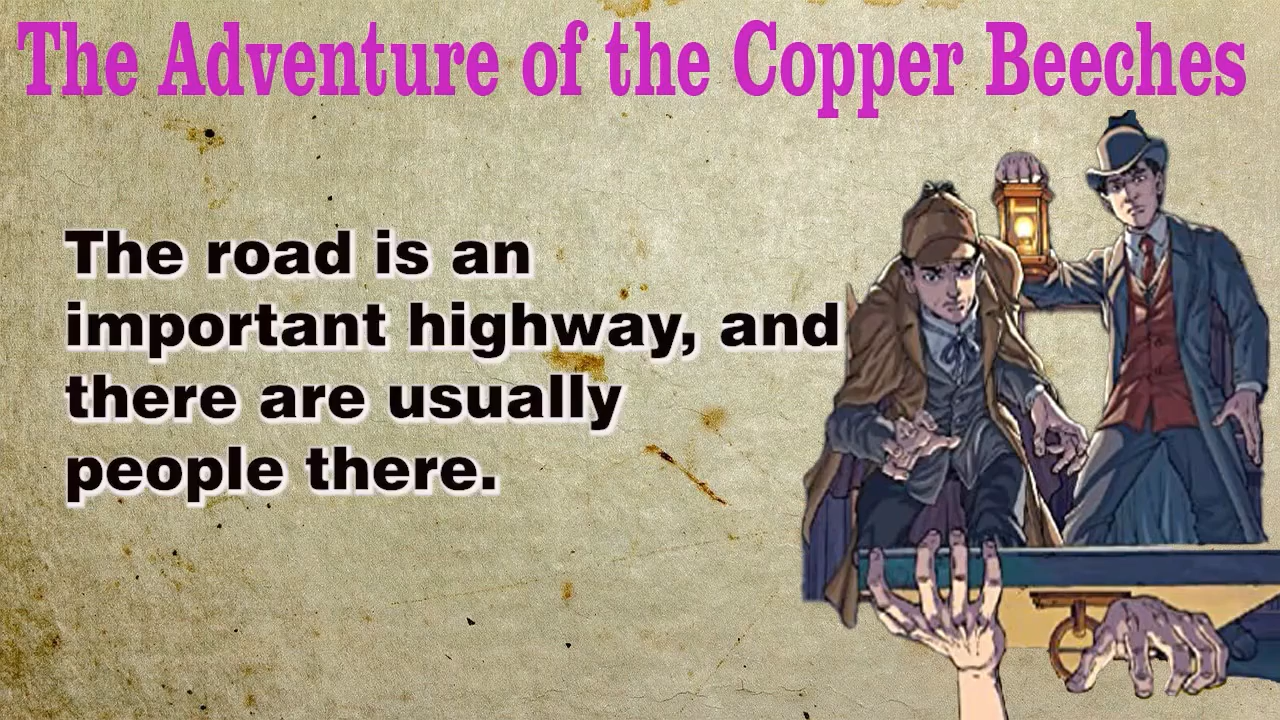 The Adventure of the Copper Beeches
The road is an
important highway, and
there are usually
people there.